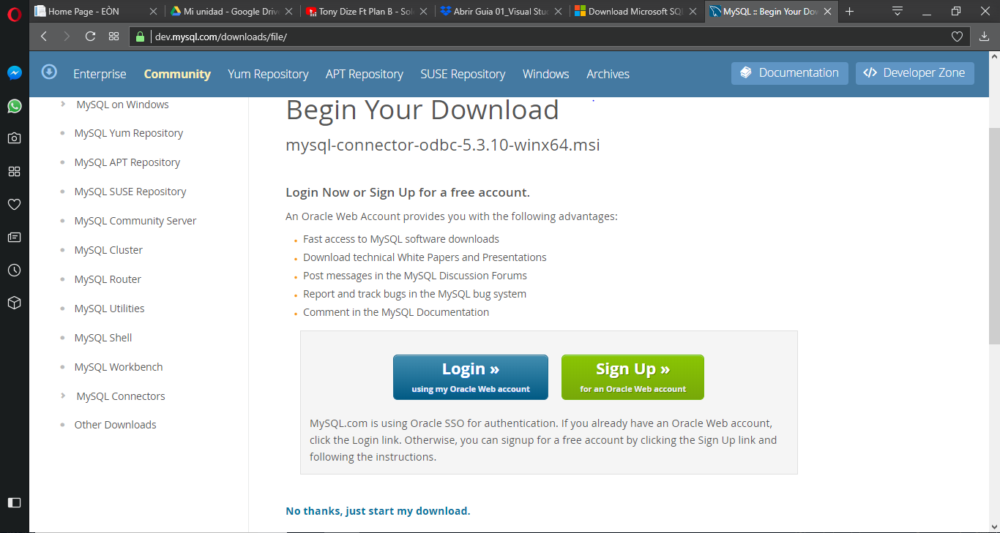 Home Page - EÒN
Mi unidad - Google Drive
Tony Dize Ft Plan B - Sol
Abrir Guia 01_Visual Stu
Download Microsoft SQL
MySQL :: Begin Your Dow
dev.mysql.com/downloads/file/
Enterprise
Community
Yum Repository
APT Repository
SUSE Repository
Windows
Archives
Documentation
Developer Zone
MySQL on Windows
MySQL Yum Repository
MySQL APT Repository
MySQL SUSE Repository
MySQL Community Server
MySQL Cluster
MySQL Router
MySQL Utilities
MySQL Shell
MySQL Workbench
MySQL Connectors
Other Downloads
Begin Your Download
mysql-connector-odbc-5.3.10-winx64.msi
Login Now or Sign Up for a free account.
An Oracle Web Account provides you with the following advantages:
Fast access to MySQL software downloads
Download technical White Papers and Presentations
Post messages in the MySQL Discussion Forums
Report and track bugs in the MySQL bug system
Comment in the MySQL Documentation
Login »
using my Oracle Web account
Sign Up »
for an Oracle Web account
MySQL.com is using Oracle SSO for authentication. If you already have an Oracle Web account,
click the Login link. Otherwise, you can signup for a free account by clicking the Sign Up link and
following the instructions.
No thanks, just start my download.